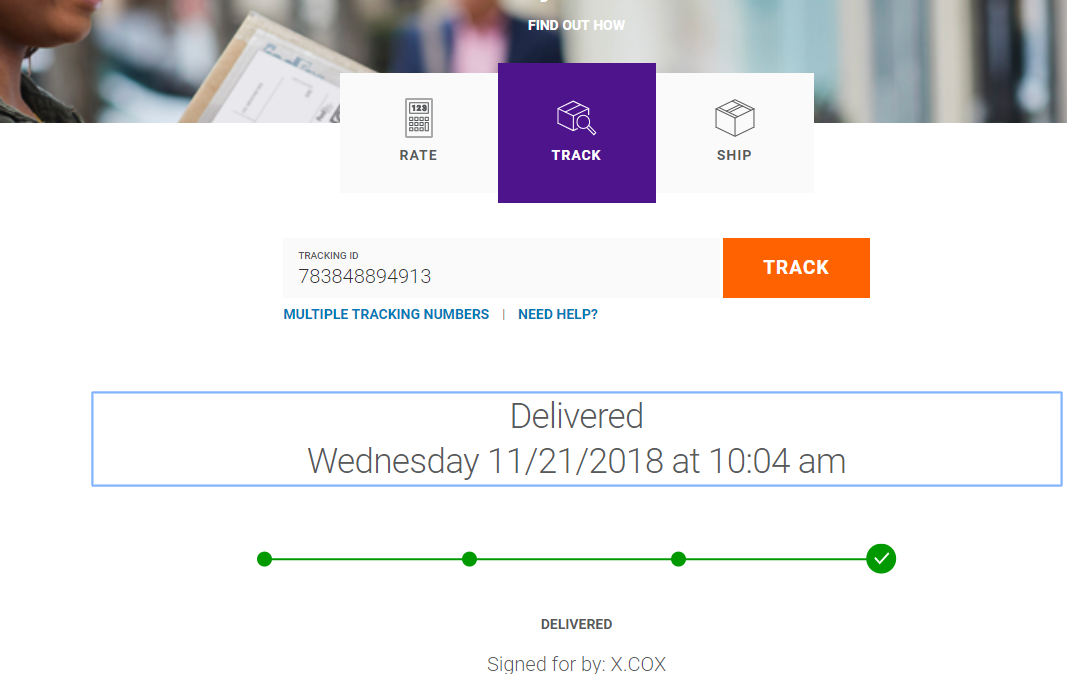 FIND OUT HOW
123
RATE
TRACK
SHIP
TRACKING ID
783848894913
TRACK
MULTIPLE TRACKING NUMBERS | NEED HELP?
Delivered
Wednesday 11/21/2018 at 10:04 am
DELIVERED
Signed for by: X.COX